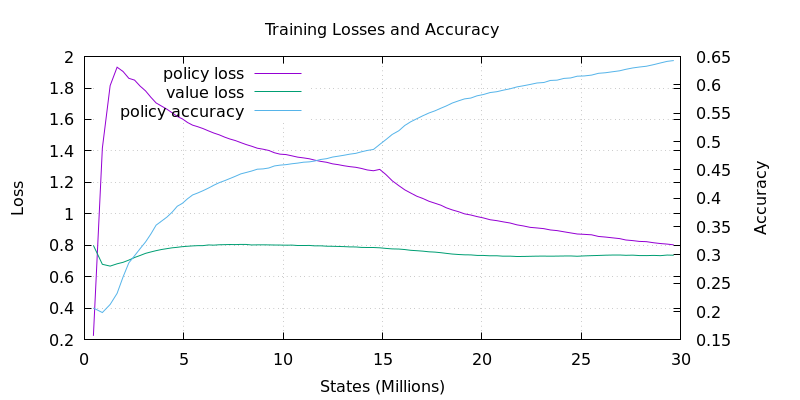 Training Losses and Accuracy
policy loss
value loss
policy accuracy
Loss
2
1.8
1.6
1.4
1.2
1
0.8
0.6
0.4
0.2
0.65
0.6
0.55
0.5
0.45
0.4
0.35
0.3
0.25
0.2
0.15
Accuracy
0 5 10 15 20 25 30
States (Millions)